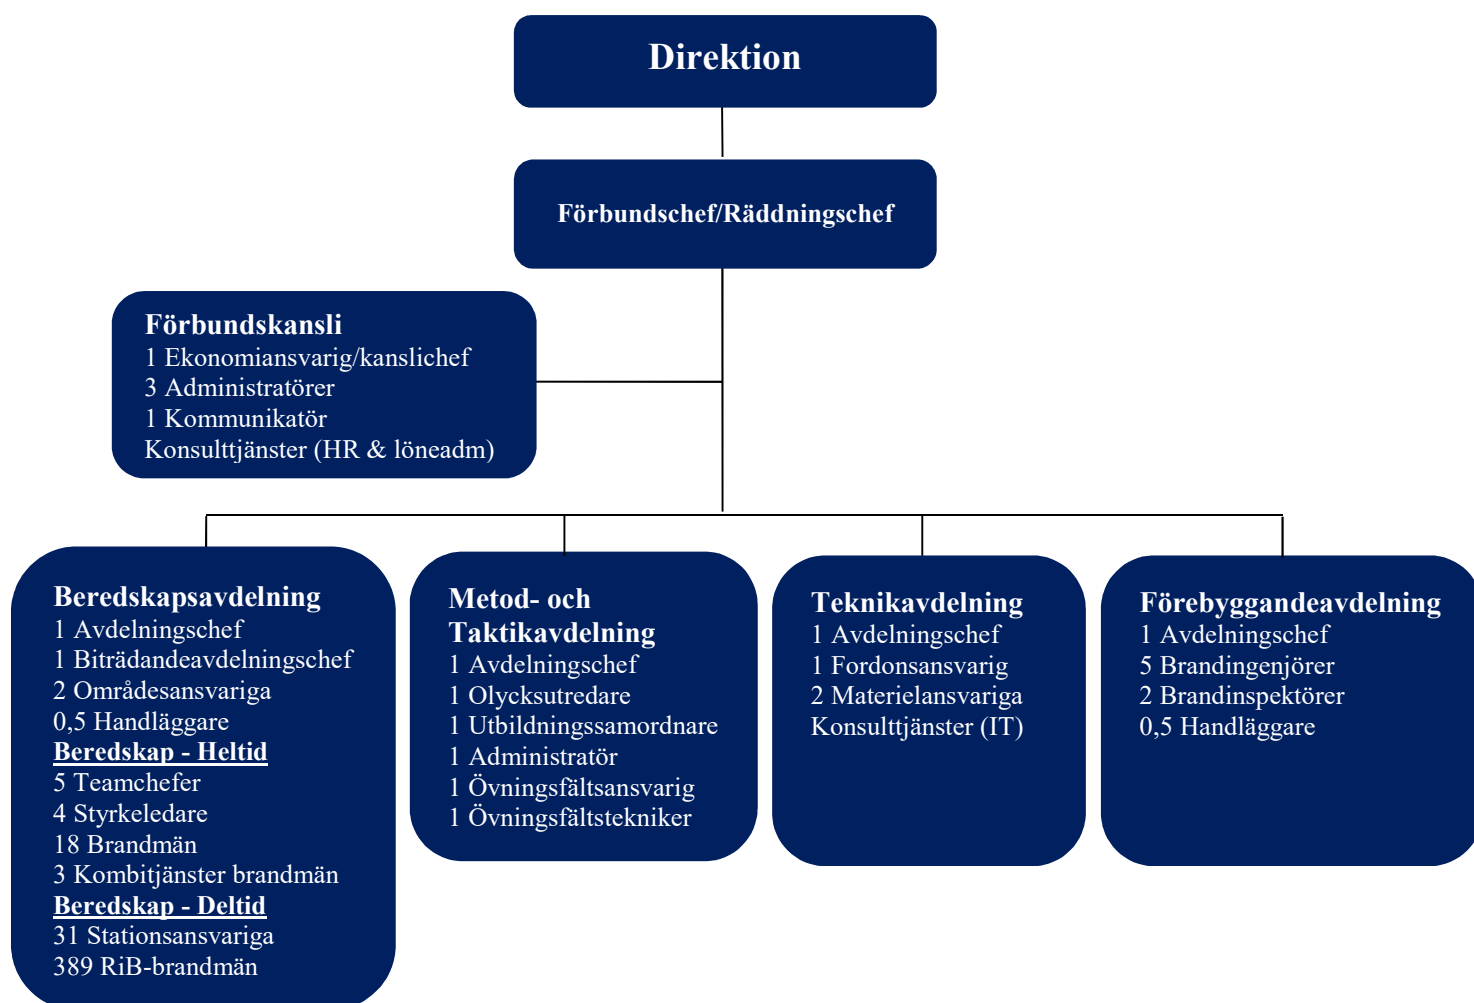 Direktion
Förbundschef/Räddningschef
Förbundskansli
1 Ekonomiansvarig/kanslichef
3 Administratörer
1 Kommunikatör
Konsulttjänster (HR & löneadm)
Beredskapsavdelning
1 Avdelningschef
1 Biträdandeavdelningschef
2 Områdesansvariga
0,5 Handläggare
Beredskap - Heltid
5 Teamchefer
4 Styrkeledare
18 Brandmän
3 Kombitjänster brandmän
Beredskap - Deltid
31 Stationsansvariga
389 RiB-brandmän
Metod- och
Taktikavdelning
1 Avdelningschef
1 Olycksutredare
1 Utbildningssamordnare
1 Administratör
1 Övningsfältsansvarig
1 Övningsfältstekniker
Teknikavdelning
1 Avdelningschef
1 Fordonsansvarig
2 Materielansvariga
Konsulttjänster (IT)
Förebyggandeavdelning
1 Avdelningschef
5 Brandingenjörer
2 Brandinspektörer
0,5 Handläggare